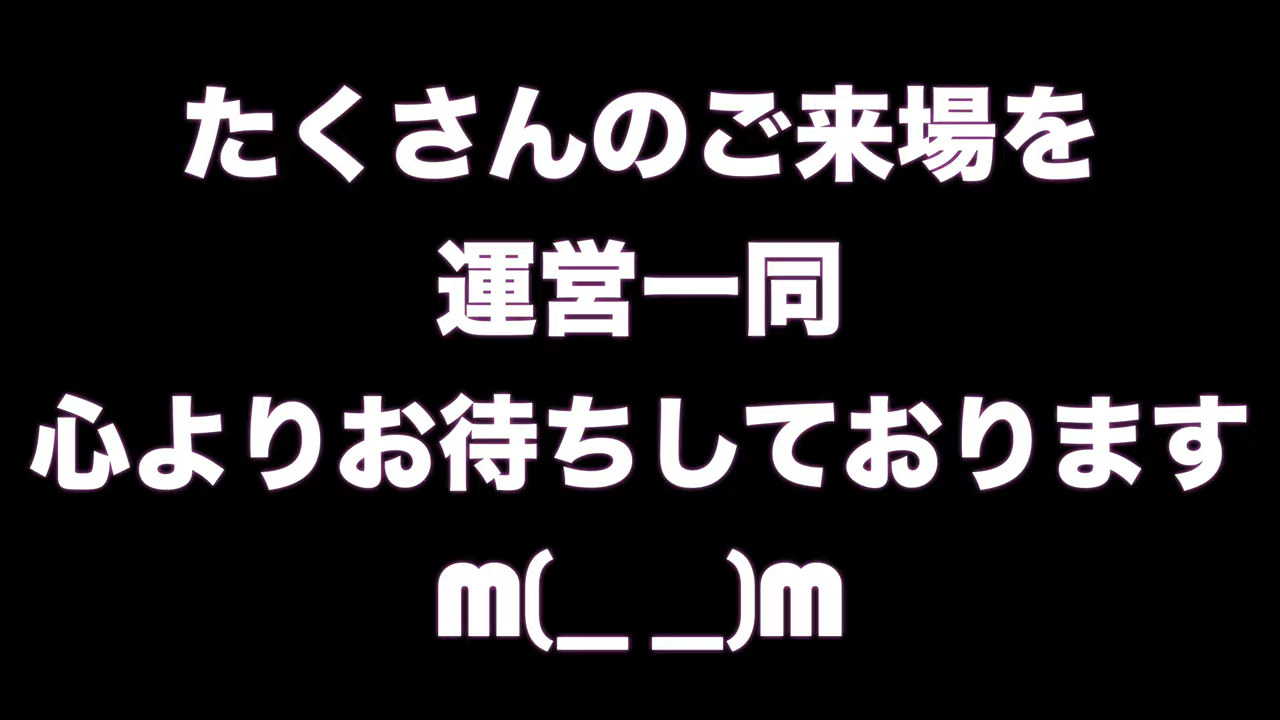 たくさんのご来場を
運営一同
心よりお待ちしております
m(_ _)m